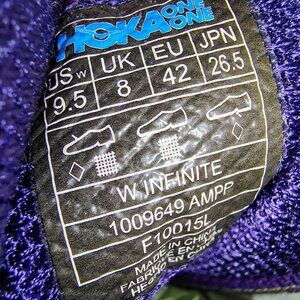 HOKA ONE ONE
US W UK EU JPN
9.5 8 42 26.5
W INFINITE
1009649 AMPP
F10015L
MADE IN CHINA